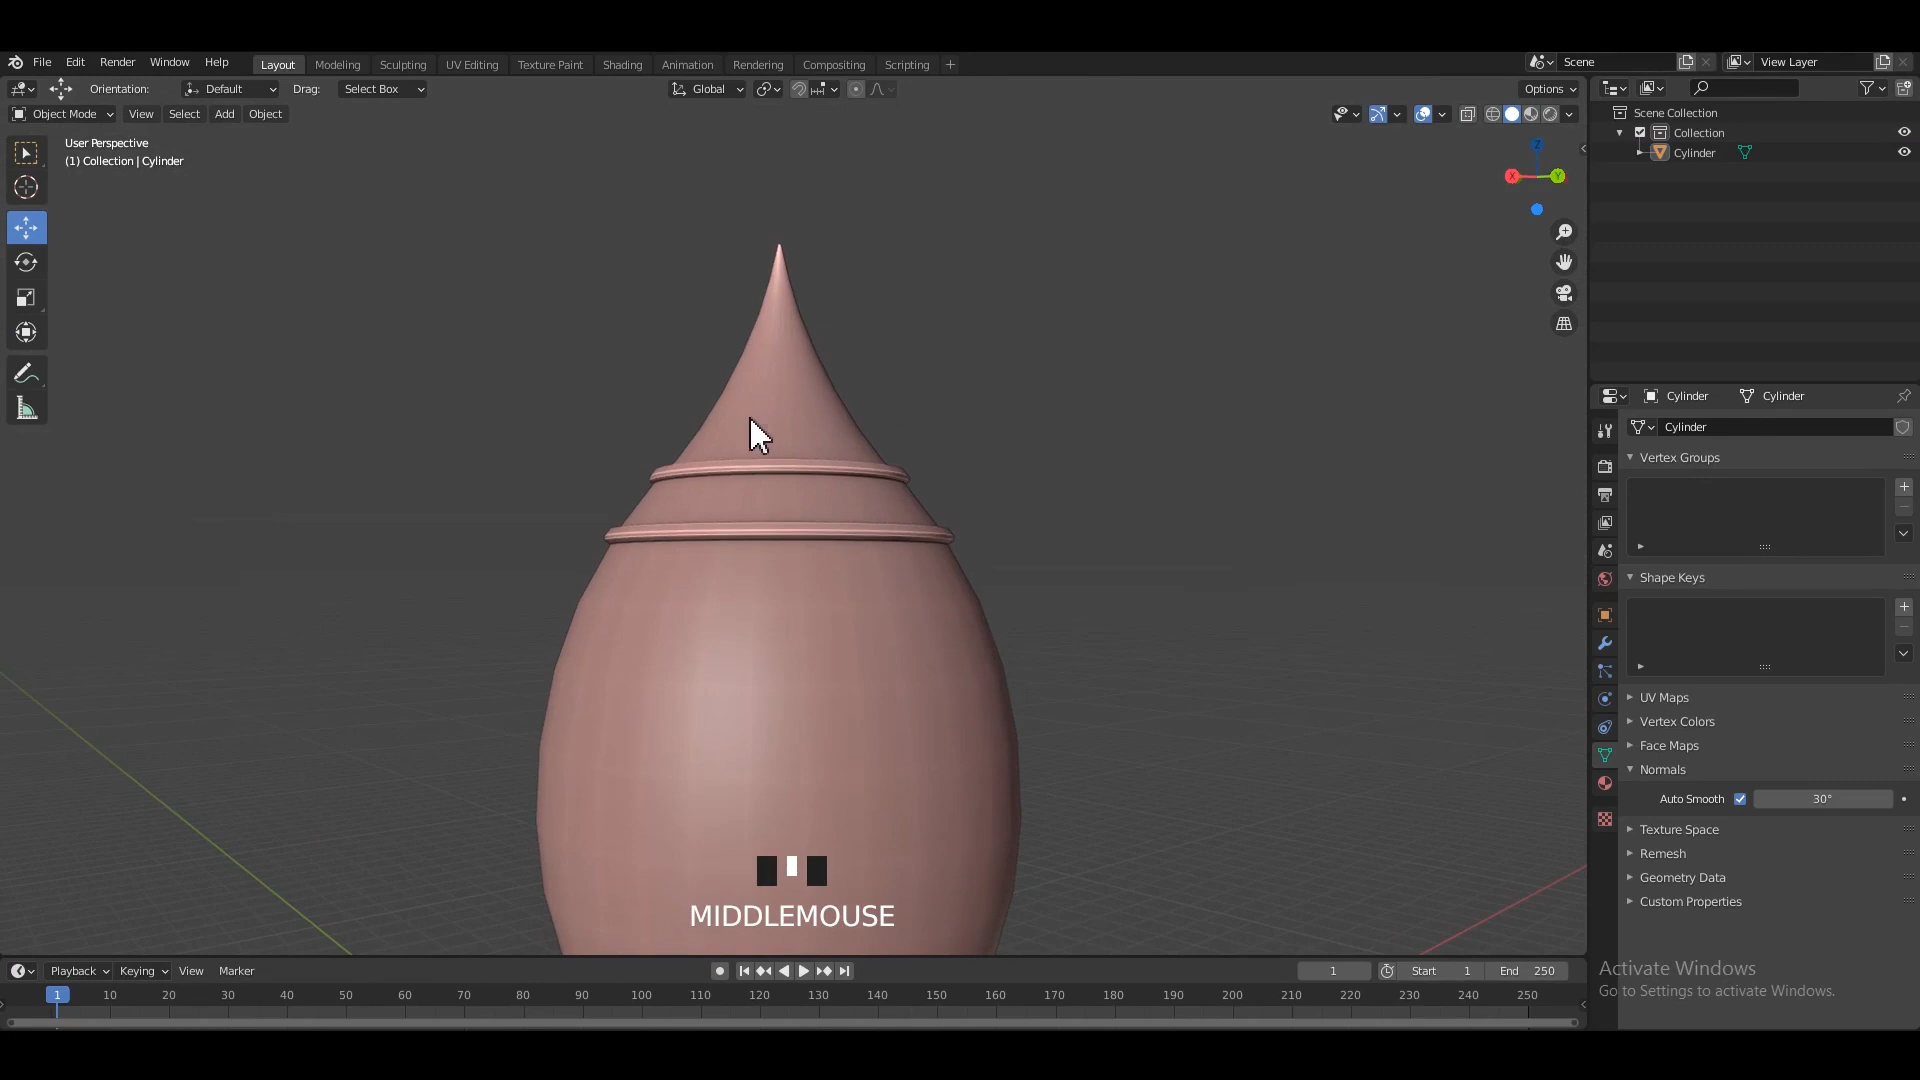 File Edit Render Window Help Layout Modeling Sculpting UV Editing Texture Paint Shading Animation Rendering Compositing Scripting + Scene View Layer
Orientation: Default Drag: Select Box Global Options
Object Mode View Select Add Object
User Perspective
(1) Collection | Cylinder
Z
X Y
Scene Collection
Collection
Cylinder
Cylinder Cylinder
Cylinder
Vertex Groups
Shape Keys
UV Maps
Vertex Colors
Face Maps
Normals
Auto Smooth 30°
Texture Space
Remesh
Geometry Data
Custom Properties
MIDDLEMOUSE
Activate Windows
Go to Settings to activate Windows.
Playback Keying View Marker 1 Start 1 End 250
1 10 20 30 40 50 60 70 80 90 100 110 120 130 140 150 160 170 180 190 200 210 220 230 240 250